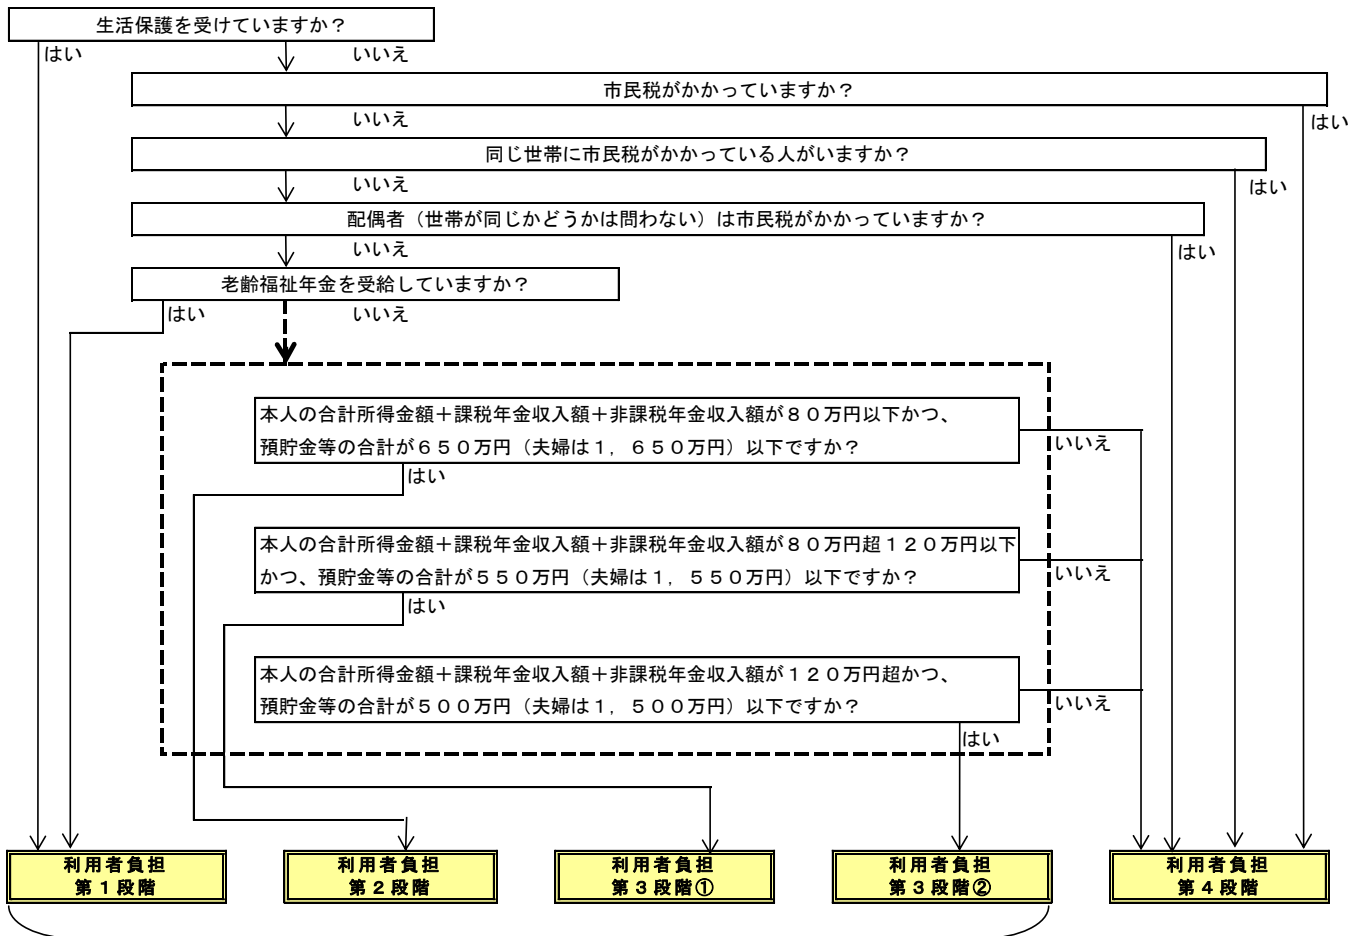 生活保護を受けていますか？
はい
いいえ
市民税がかかっていますか？
いいえ
はい
同じ世帯に市民税がかかっている人がいますか？
いいえ
はい
配偶者（世帯が同じかどうかは問わない）は市民税がかかっていますか？
いいえ
はい
老齢福祉年金を受給していますか？
はい
いいえ
本人の合計所得金額＋課税年金収入額＋非課税年金収入額が８０万円以下かつ、
預貯金等の合計が６５０万円（夫婦は１，６５０万円）以下ですか？
いいえ
はい
本人の合計所得金額＋課税年金収入額＋非課税年金収入額が８０万円超１２０万円以下
かつ、預貯金等の合計が５５０万円（夫婦は１，５５０万円）以下ですか？
いいえ
はい
本人の合計所得金額＋課税年金収入額＋非課税年金収入額が１２０万円超かつ、
預貯金等の合計が５００万円（夫婦は１，５００万円）以下ですか？
いいえ
はい
利用者負担
第１段階
利用者負担
第２段階
利用者負担
第３段階①
利用者負担
第３段階②
利用者負担
第４段階